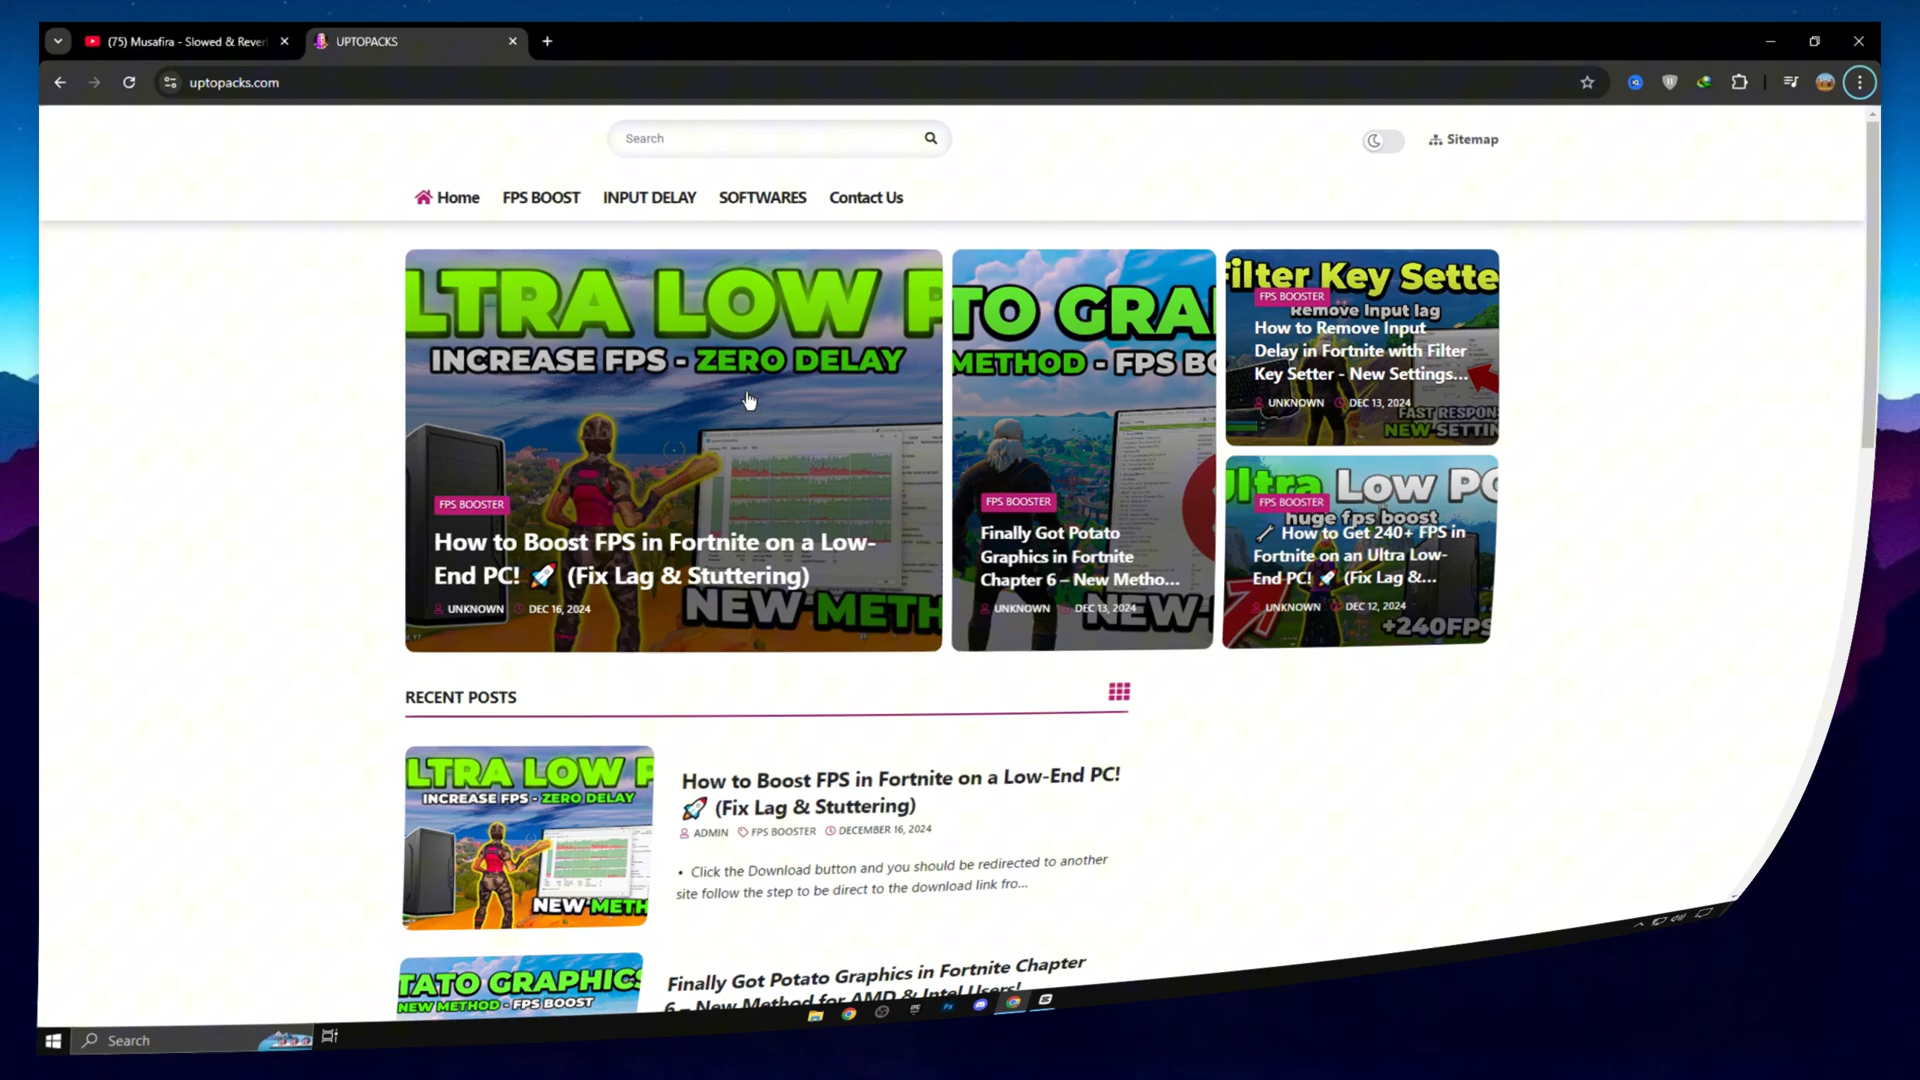 (75) Musafira - Slowed & Rever
UPTOPACKS
uptopacks.com
Search
Sitemap
Home
FPS BOOST
INPUT DELAY
SOFTWARES
Contact Us
LTRA LOW P
INCREASE FPS - ZERO DELAY
FPS BOOSTER
How to Boost FPS in Fortnite on a Low-
End PC! 🚀 (Fix Lag & Stuttering)
UNKNOWN
DEC 16, 2024
NEW METH
TO GRA
METHOD - FPS BO
FPS BOOSTER
Finally Got Potato
Graphics in Fortnite
Chapter 6 – New Metho...
UNKNOWN
DEC 13, 2024
NEW
Filter Key Sette
FPS BOOSTER
Remove Input lag
How to Remove Input
Delay in Fortnite with Filter
Key Setter - New Settings...
UNKNOWN
DEC 13, 2024
FAST RESPON
NEW SETTIN
Ultra Low PC
FPS BOOSTER
huge fps boost
🔧 How to Get 240+ FPS in
Fortnite on an Ultra Low-
End PC! 🚀 (Fix Lag &...
UNKNOWN
DEC 12, 2024
+240FPS
RECENT POSTS
LTRA LOW P
INCREASE FPS - ZERO DELAY
NEW METH
How to Boost FPS in Fortnite on a Low-End PC!
🚀 (Fix Lag & Stuttering)
ADMIN
FPS BOOSTER
DECEMBER 16, 2024
• Click the Download button and you should be redirected to another
site follow the step to be direct to the download link fro...
TATO GRAPHICS
NEW METHOD - FPS BOOST
Finally Got Potato Graphics in Fortnite Chapter
6 – New Method for AMD & Intel Users!
Search